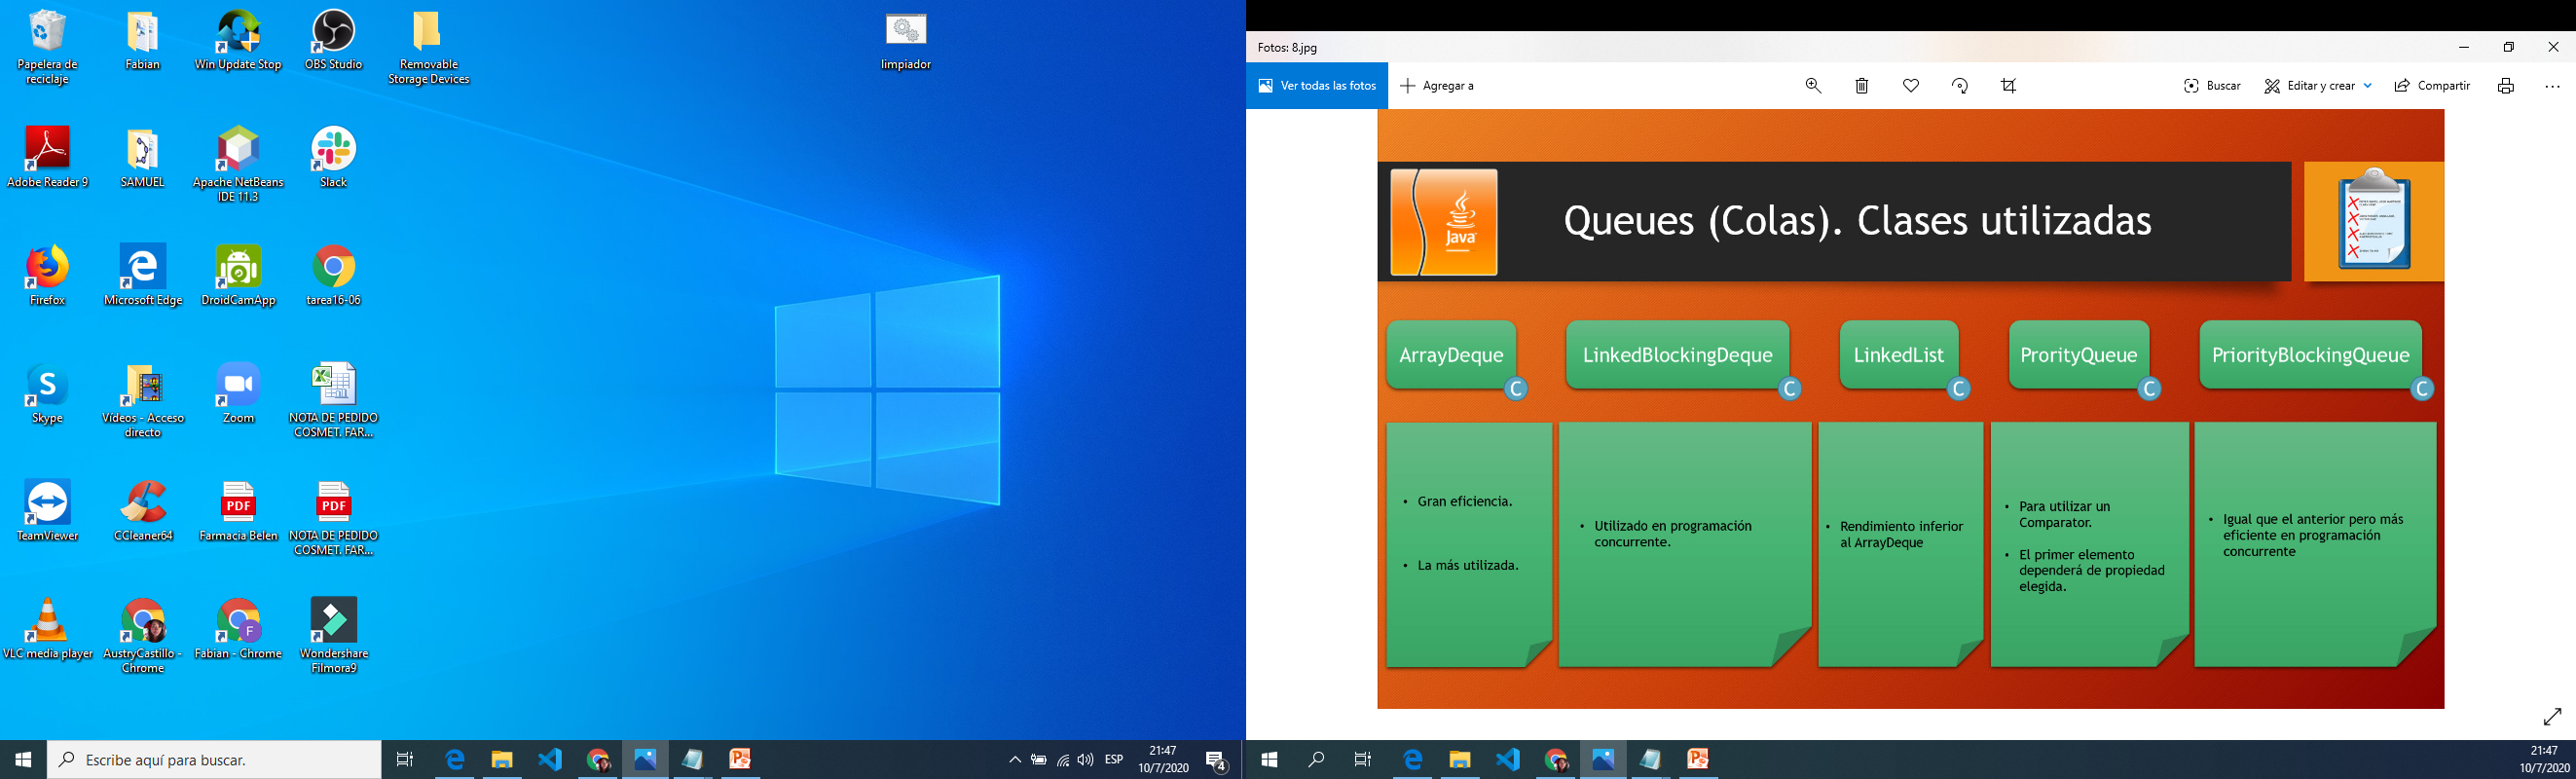 Papelera de
reciclaje
Fabian
Win Update Stop
OBS Studio
Removable
Storage Devices
limpiador
Adobe Reader 9
SAMUEL
Apache NetBeans
IDE 11.3
Slack
Firefox
Microsoft Edge
DroidCamApp
tarea16-06
Skype
Vídeos - Acceso
directo
Zoom
NOTA DE PEDIDO
COSMET. FAR...
TeamViewer
CCleaner64
PDF
Farmacia Belen
PDF
NOTA DE PEDIDO
COSMET. FAR...
VLC media player
AustryCastillo -
Chrome
F
Fabian - Chrome
Wondershare
Filmora9
Escribe aquí para buscar.
ESP
21:47
10/7/2020
4
Fotos: 8.jpg
Ver todas las fotos
Agregar a
Buscar
Editar y crear
Compartir
Java
Queues (Colas). Clases utilizadas
ArrayDeque
C
LinkedBlockingDeque
C
LinkedList
C
ProrityQueue
C
PriorityBlockingQueue
C
• Gran eficiencia.
• La más utilizada.
• Utilizado en programación
concurrente.
• Rendimiento inferior
al ArrayDeque
• Para utilizar un
Comparator.
• El primer elemento
dependerá de propiedad
elegida.
• Igual que el anterior pero más
eficiente en programación
concurrente
21:47
10/7/2020